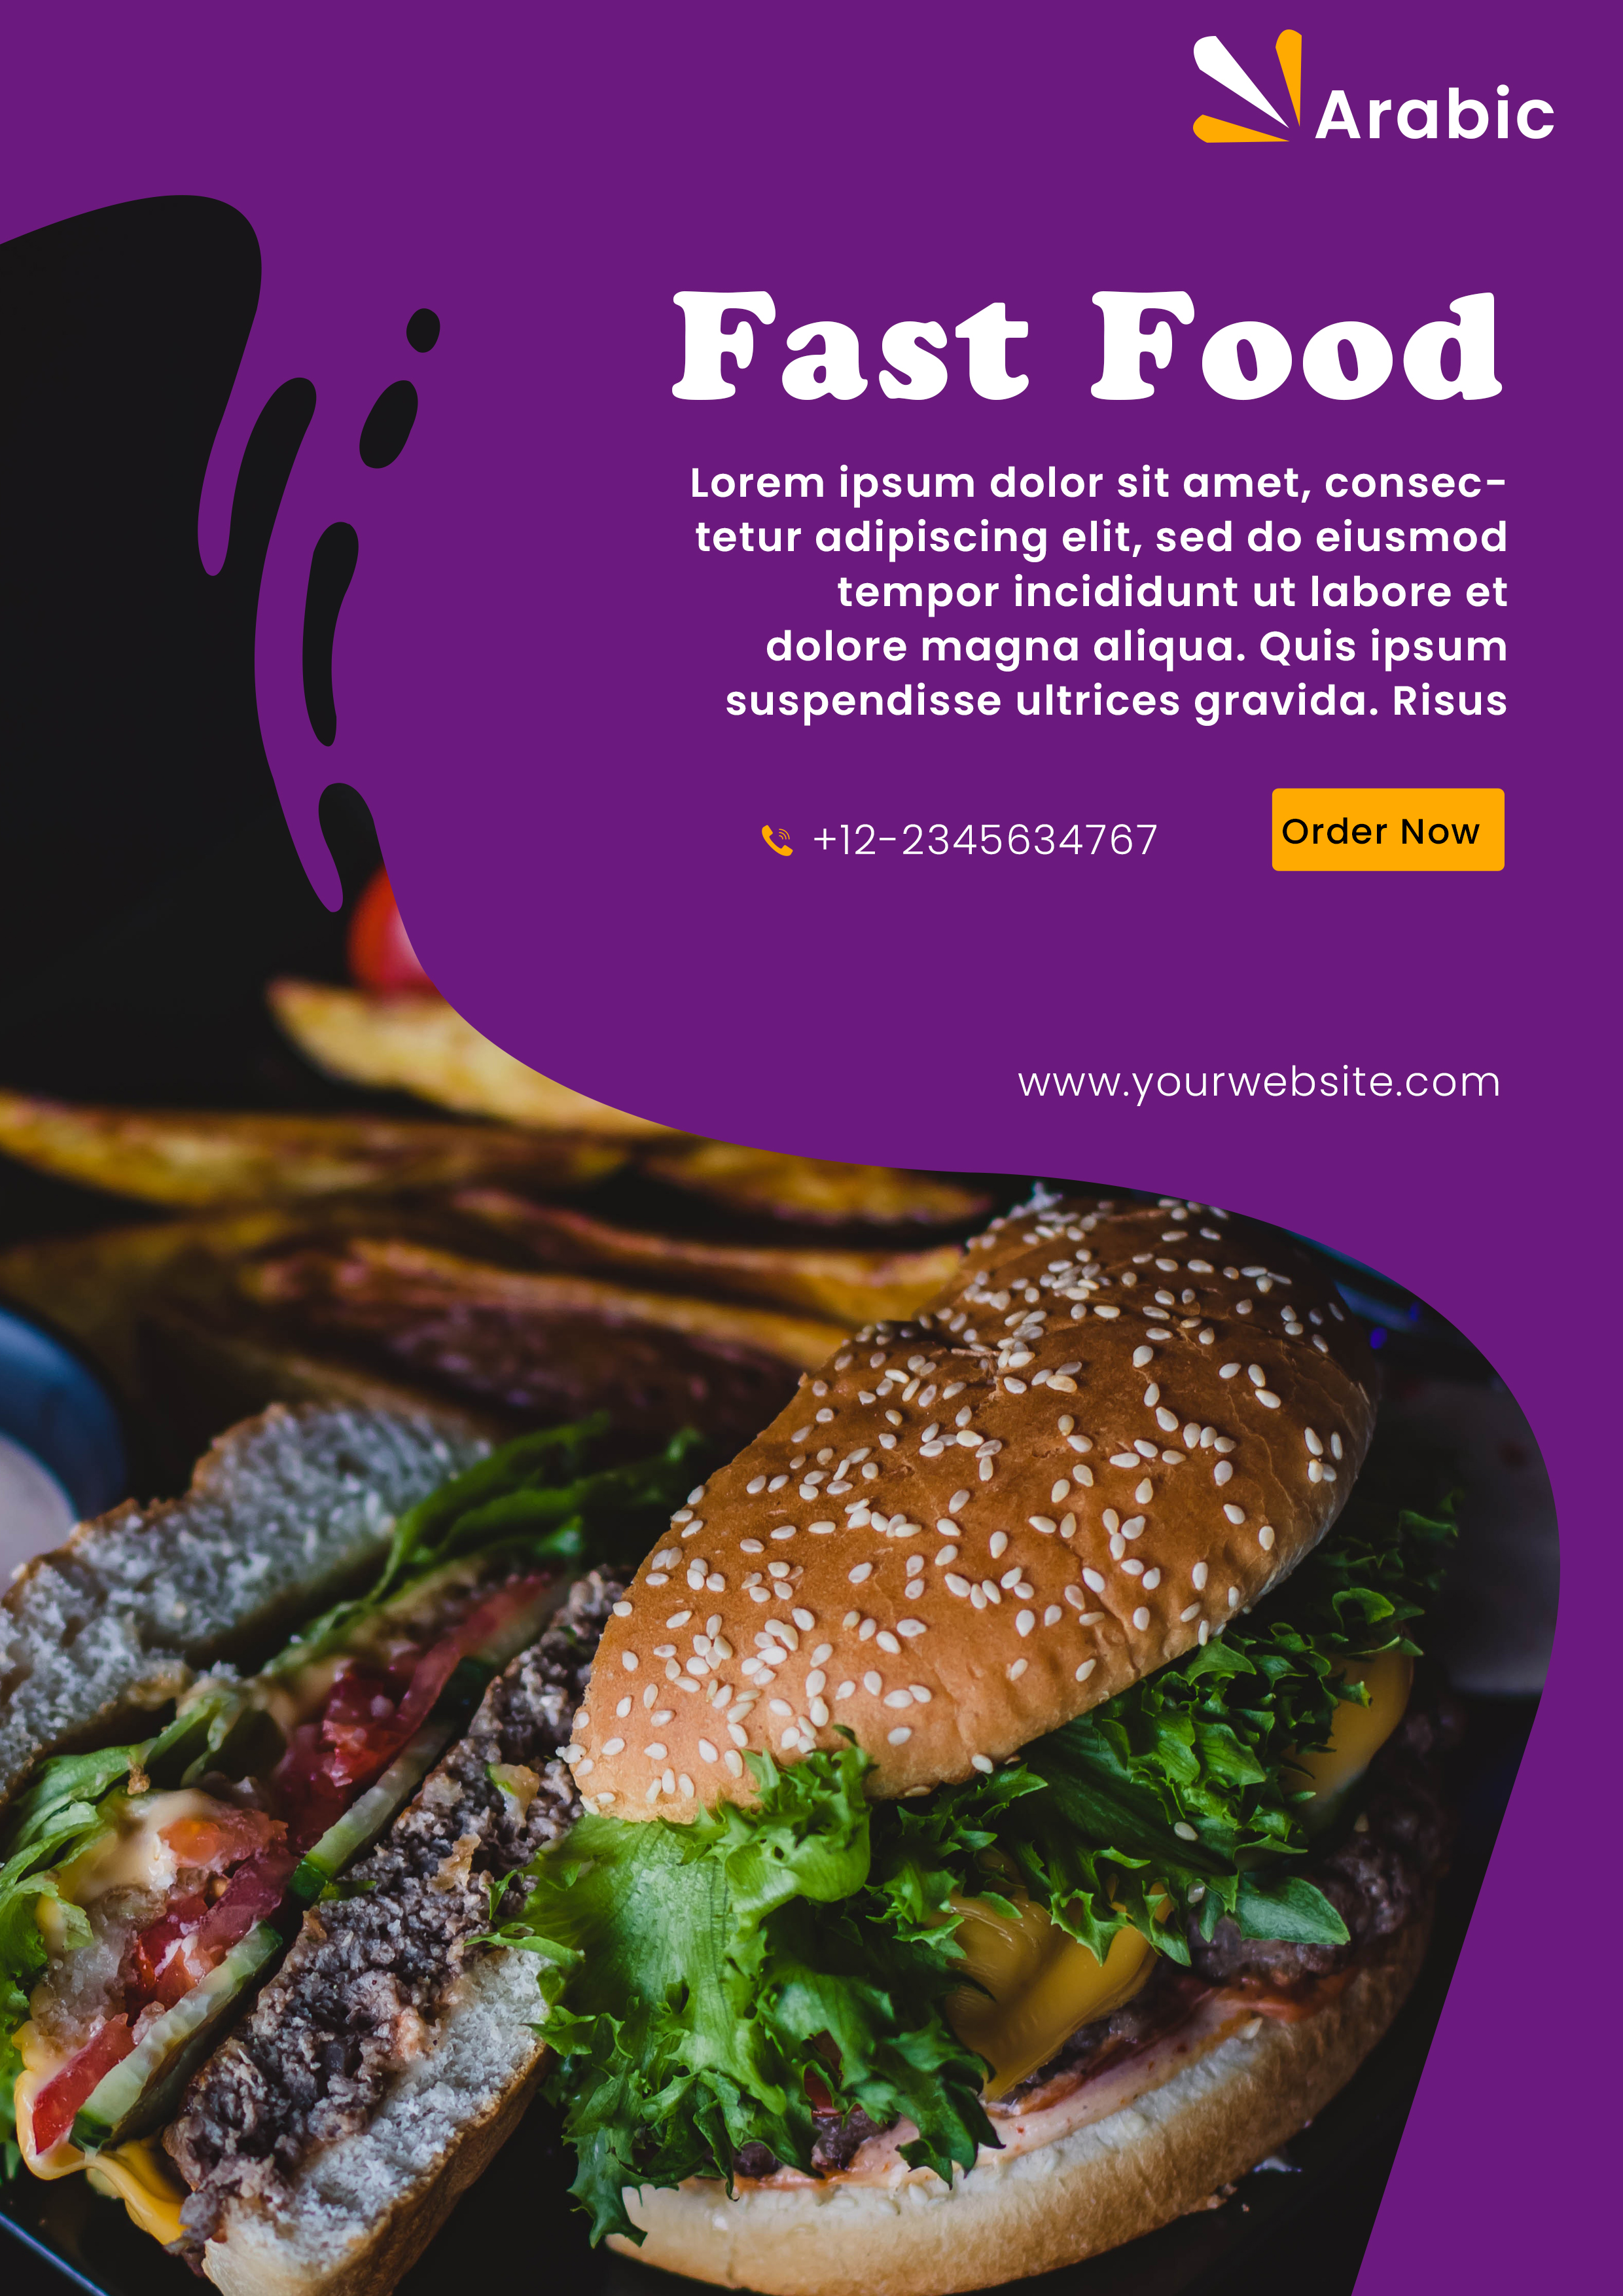 Arabic
Fast Food
Lorem ipsum dolor sit amet, consec-
tetur adipiscing elit, sed do eiusmod
tempor incididunt ut labore et
dolore magna aliqua. Quis ipsum
suspendisse ultrices gravida. Risus
+12-2345634767
Order Now
www.yourwebsite.com